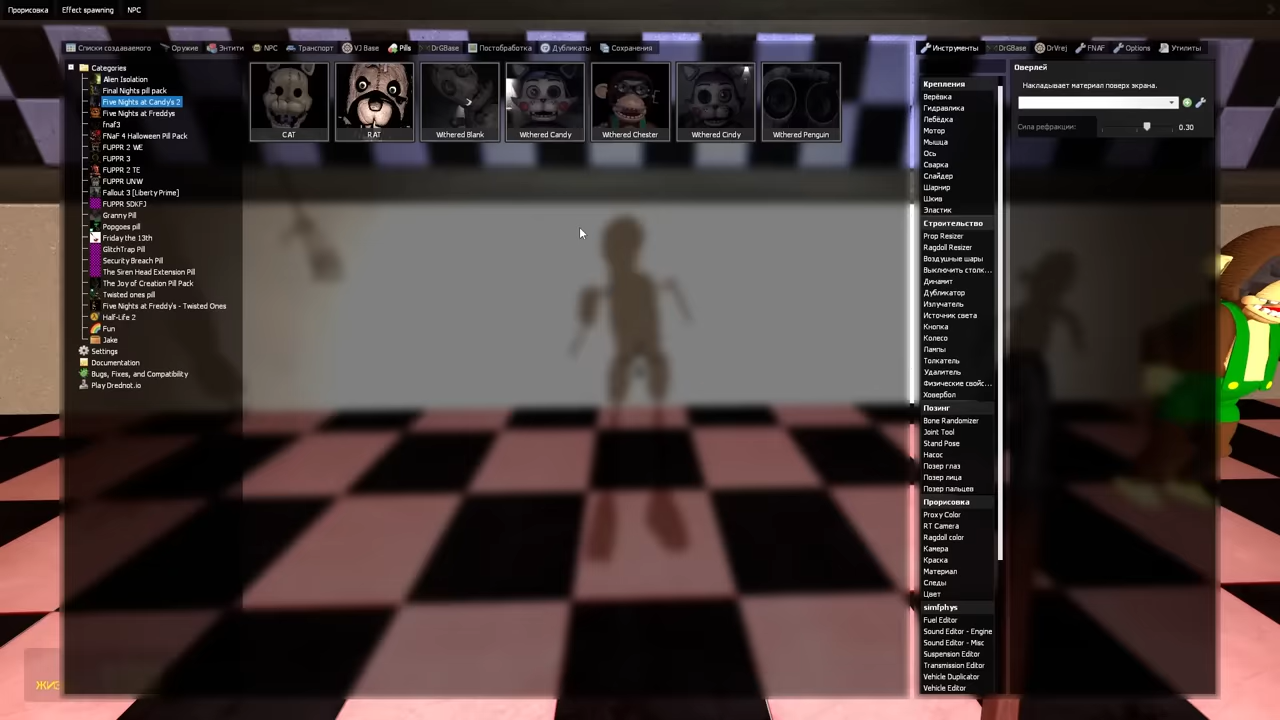 Прорисовка Effect spawning NPC
Списки создаваемого Оружие Энтити NPC Транспорт VJ Base Pills DrGBase Постобработка Дубликаты Сохранения
Categories
Alien Isolation
Final Nights pill pack
Five Nights at Candy's 2
Five Nights at Freddys
fnaf3
FNaF 4 Halloween Pill Pack
FUPPR 2 WE
FUPPR 3
FUPPR 2 TE
FUPPR UNW
Fallout 3 [Liberty Prime]
FUPPR SDKFJ
Granny Pill
Popgoes pill
Friday the 13th
GlitchTrap Pill
Security Breach Pill
The Siren Head Extension Pill
The Joy of Creation Pill Pack
Twisted ones pill
Five Nights at Freddy's - Twisted Ones
Half-Life 2
Fun
Jake
Settings
Documentation
Bugs, Fixes, and Compatibility
Play Drednot.io
CAT RAT Withered Blank Withered Candy Withered Chester Withered Cindy Withered Penguin
Инструменты DrGBase DrVrej FNAF Options Утилиты
Крепления
Верёвка
Гидравлика
Лебёдка
Мотор
Мышца
Ось
Сварка
Слайдер
Шарнир
Шкив
Эластик
Строительство
Prop Resizer
Ragdoll Resizer
Воздушные шары
Выключить столк...
Динамит
Дубликатор
Излучатель
Источник света
Кнопка
Колесо
Лампы
Толкатель
Удалитель
Физические свойс...
Ховербол
Позинг
Bone Randomizer
Joint Tool
Stand Pose
Насос
Позер глаз
Позер лица
Позер пальцев
Прорисовка
Proxy Color
RT Camera
Ragdoll color
Камера
Краска
Материал
Следы
Цвет
simfphys
Fuel Editor
Sound Editor - Engine
Sound Editor - Misc
Suspension Editor
Transmission Editor
Vehicle Duplicator
Vehicle Editor
Оверлей
Накладывает материал поверх экрана.
Сила рефракции: 0.30